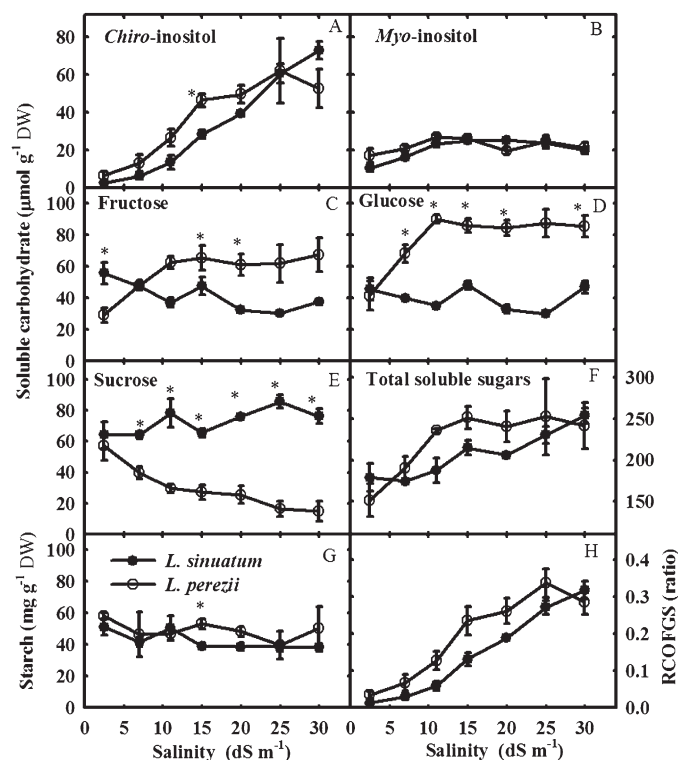 A
Chiro-inositol
*
80
60
40
20
0
B
Myo-inositol
C
Fructose
* * *
100
80
60
40
20
0
D
Glucose
* * * * *
E
Sucrose
* * * * * *
100
80
60
40
20
0
F
Total soluble sugars
300
250
200
150
Soluble carbohydrate (μmol g-1 DW)
G
L. sinuatum
L. perezii
*
100
80
60
40
20
0
Starch (mg g-1 DW)
H
0.4
0.3
0.2
0.1
0.0
RCOFGS (ratio)
0 5 10 15 20 25 30
Salinity (dS m-1)
0 5 10 15 20 25 30
Salinity (dS m-1)